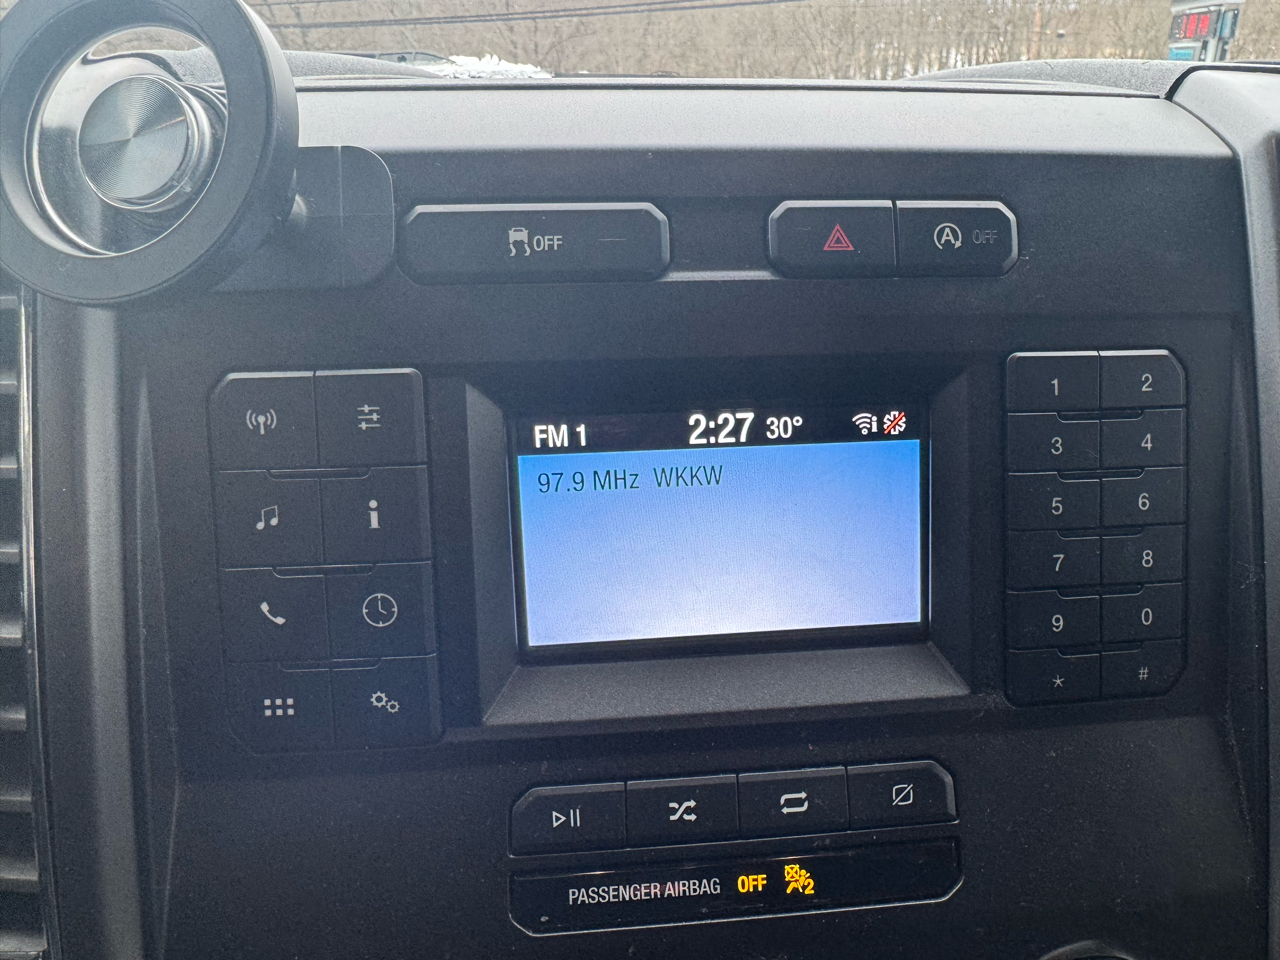 OFF
OFF
FM 1 2:27 30°
97.9 MHz WKKW
1 2
3 4
5 6
7 8
9 0
* #
PASSENGER AIRBAG OFF 2